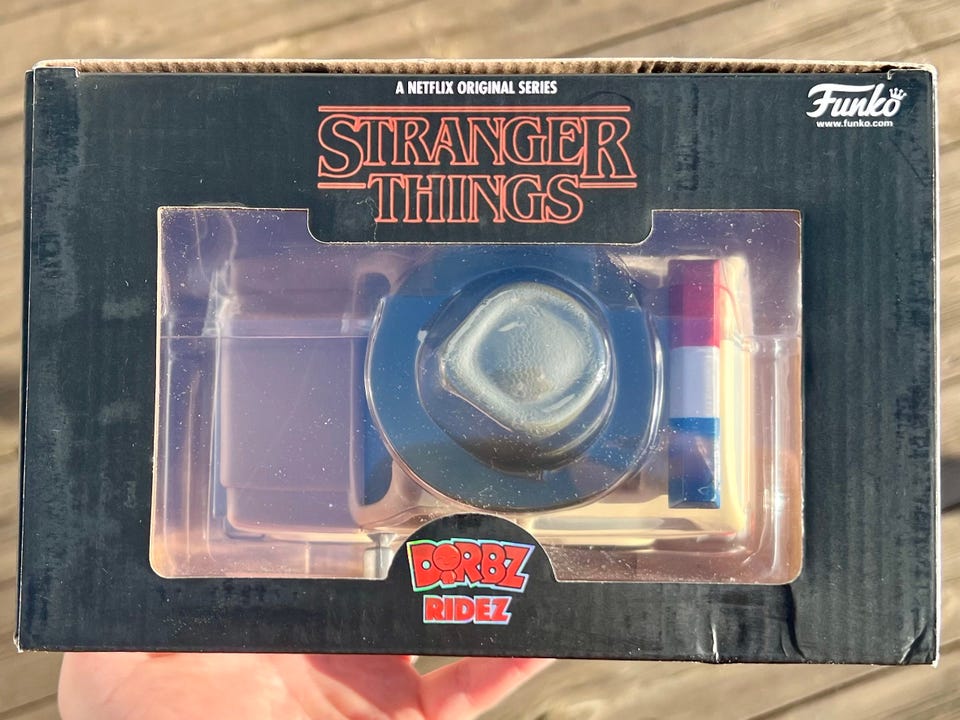 A NETFLIX ORIGINAL SERIES
STRANGER
THINGS
Funko
www.funko.com
DORBZ
RIDEZ